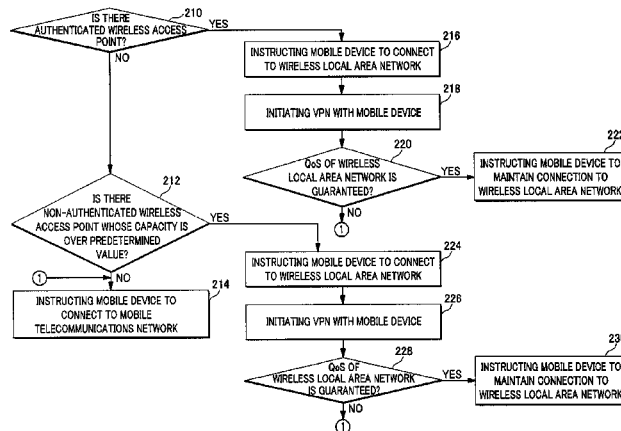 210
IS THERE
AUTHENTICATED WIRELESS ACCESS
POINT?
YES
NO
216
INSTRUCTING MOBILE DEVICE TO CONNECT
TO WIRELESS LOCAL AREA NETWORK
218
INITIATING VPN WITH MOBILE DEVICE
220
QoS OF WIRELESS
LOCAL AREA NETWORK IS
GUARANTEED?
YES
NO
1
INSTRUCTING MOBILE DEVICE TO
MAINTAIN CONNECTION TO
WIRELESS LOCAL AREA NETWORK
212
IS THERE
NON-AUTHENTICATED WIRELESS
ACCESS POINT WHOSE CAPACITY IS
OVER PREDETERMINED
VALUE?
YES
NO
1
214
INSTRUCTING MOBILE DEVICE TO
CONNECT TO MOBILE
TELECOMMUNICATIONS NETWORK
224
INSTRUCTING MOBILE DEVICE TO CONNECT
TO WIRELESS LOCAL AREA NETWORK
226
INITIATING VPN WITH MOBILE DEVICE
228
QoS OF
WIRELESS LOCAL AREA NETWORK
IS GUARANTEED?
YES
NO
1
INSTRUCTING MOBILE DEVICE TO
MAINTAIN CONNECTION TO
WIRELESS LOCAL AREA NETWORK